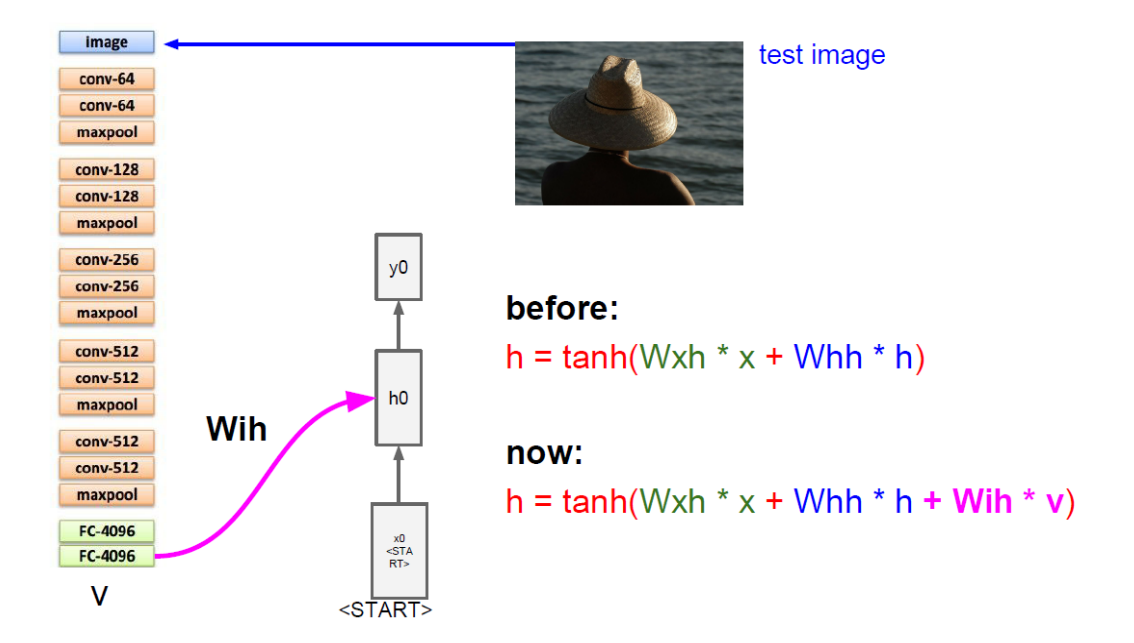 image
test image
conv-64
conv-64
maxpool
conv-128
conv-128
maxpool
conv-256
conv-256
maxpool
conv-512
conv-512
maxpool
conv-512
conv-512
maxpool
FC-4096
FC-4096
V
Wih
y0
h0
x0
<STA
RT>
<START>
before:
h = tanh(Wxh * x + Whh * h)
now:
h = tanh(Wxh * x + Whh * h + Wih * v)